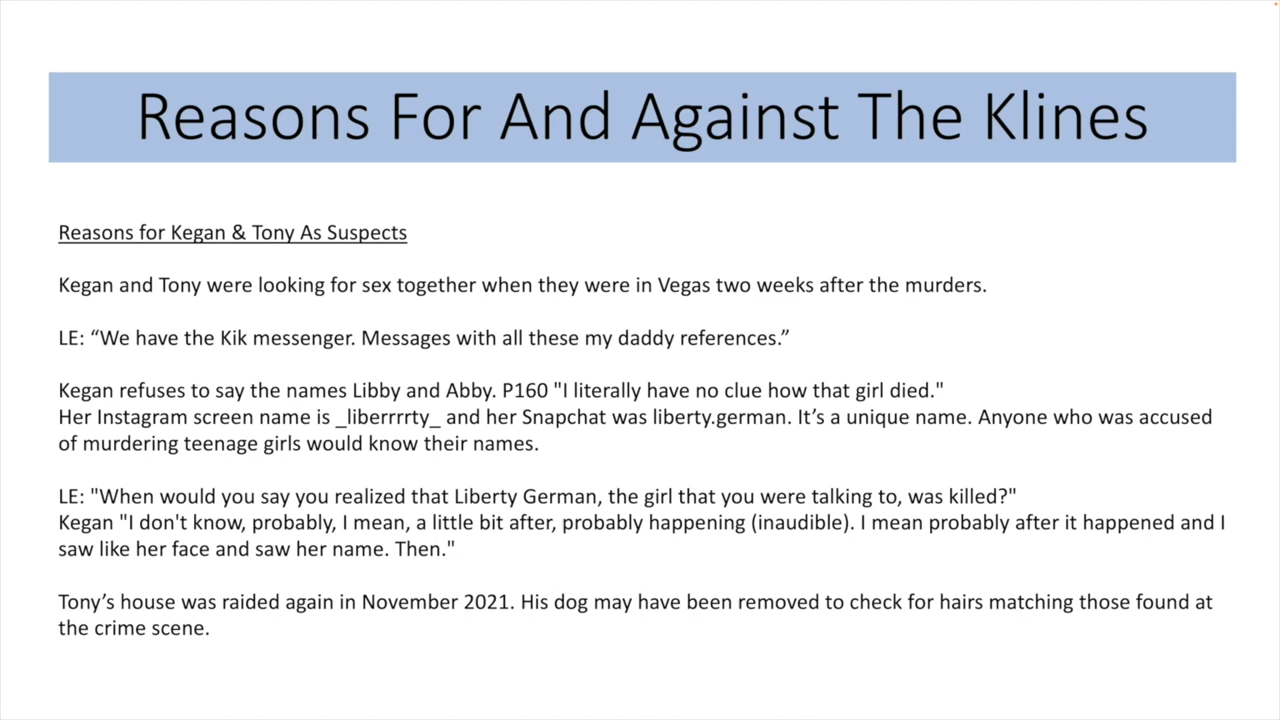 Reasons For And Against The Klines
Reasons for Kegan & Tony As Suspects
Kegan and Tony were looking for sex together when they were in Vegas two weeks after the murders.
LE: “We have the Kik messenger. Messages with all these my daddy references.”
Kegan refuses to say the names Libby and Abby. P160 "I literally have no clue how that girl died."
Her Instagram screen name is _liberrrrty_ and her Snapchat was liberty.german. It’s a unique name. Anyone who was accused
of murdering teenage girls would know their names.
LE: "When would you say you realized that Liberty German, the girl that you were talking to, was killed?"
Kegan "I don't know, probably, I mean, a little bit after, probably happening (inaudible). I mean probably after it happened and I
saw like her face and saw her name. Then."
Tony’s house was raided again in November 2021. His dog may have been removed to check for hairs matching those found at
the crime scene.